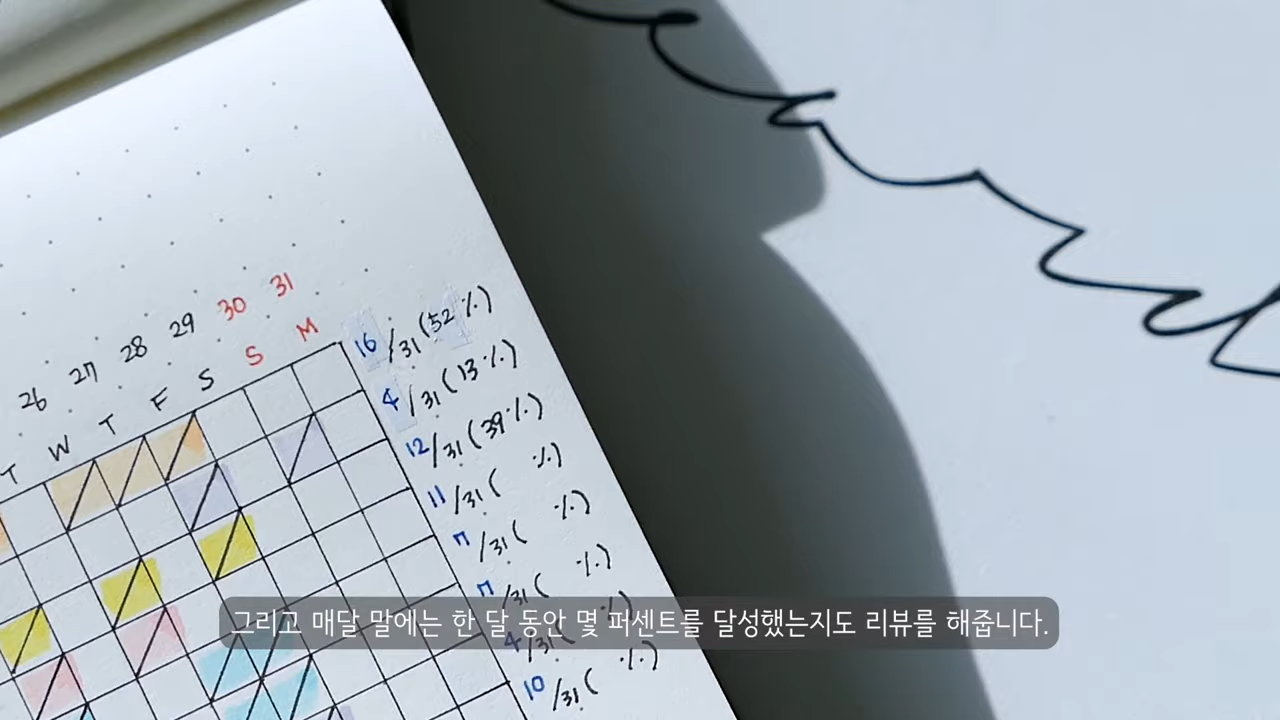 26 27 28 29 30 31
T W T F S S M
16/31 (52%)
4/31 (13%)
12/31 (39%)
11/31 ( %)
7/31 ( %)
7/31 ( %)
4/31 ( %)
10/31 ( %)
그리고 매달 말에는 한 달 동안 몇 퍼센트를 달성했는지도 리뷰를 해줍니다.